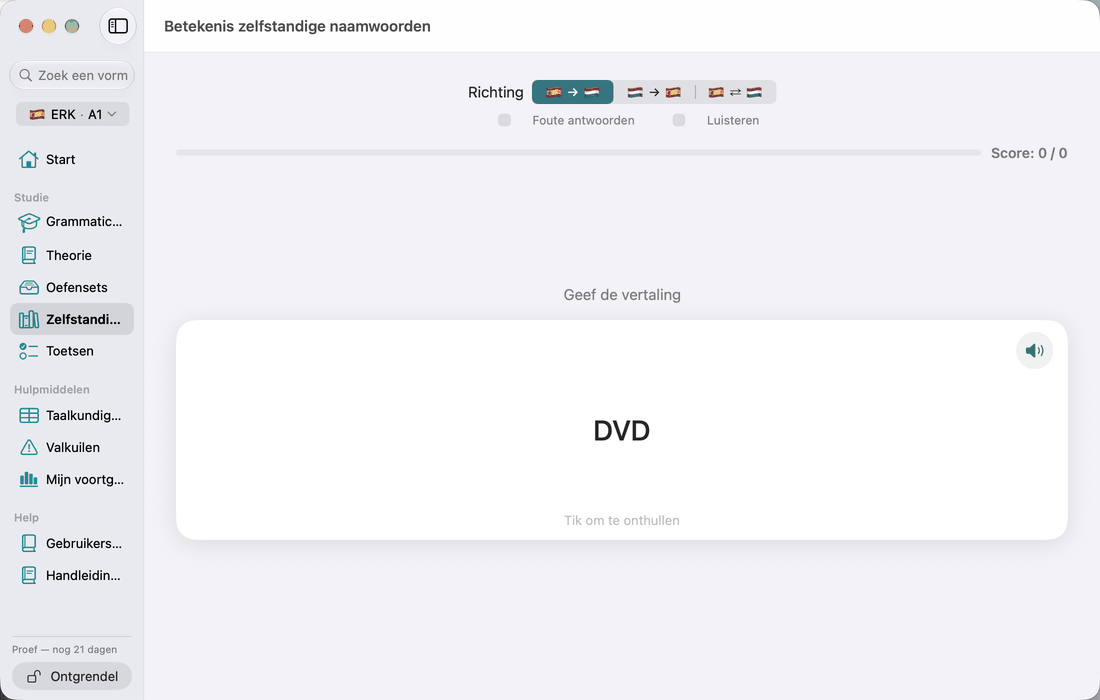 Betekenis zelfstandige naamwoorden
Zoek een vorm
ERK · A1
Start
Studie
Grammatic...
Theorie
Oefensets
Zelfstandi...
Toetsen
Hulpmiddelen
Taalkundig...
Valkuilen
Mijn voortg...
Help
Gebruikers...
Handleidin...
Proef — nog 21 dagen
Ontgrendel
Richting
Foute antwoorden
Luisteren
Score: 0 / 0
Geef de vertaling
DVD
Tik om te onthullen